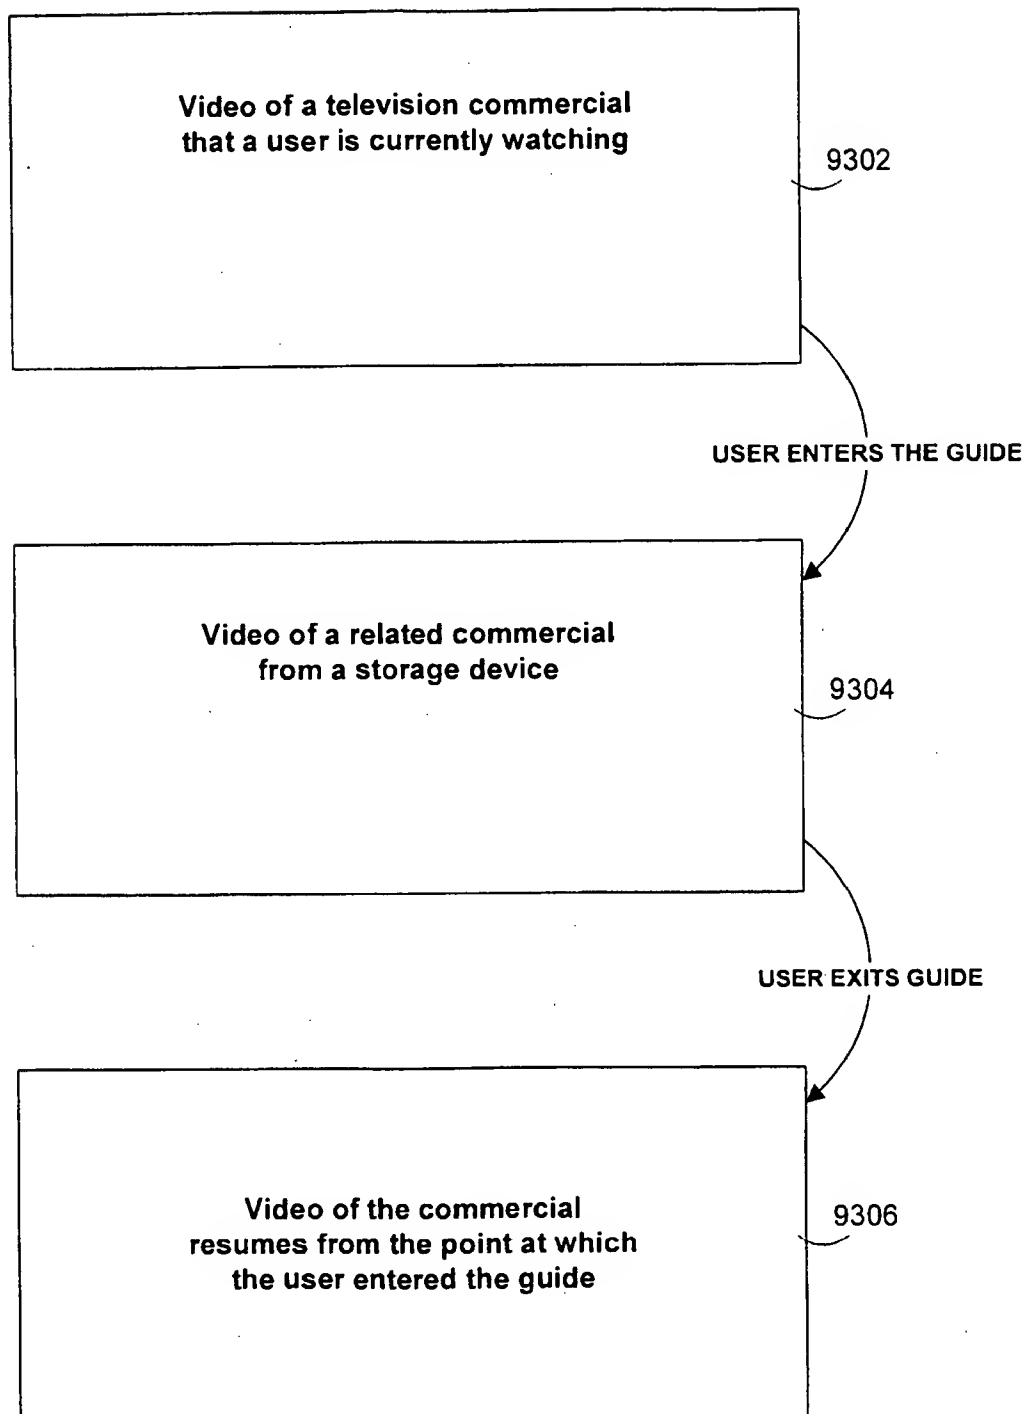 Video of a television commercial
that a user is currently watching
9302
USER ENTERS THE GUIDE
Video of a related commercial
from a storage device
9304
USER EXITS GUIDE
Video of the commercial
resumes from the point at which
the user entered the guide
9306